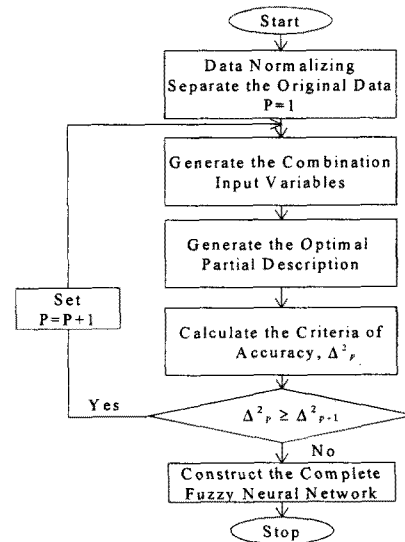 Start
Data Normalizing
Separate the Original Data
P=1
Generate the Combination
Input Variables
Generate the Optimal
Partial Description
Set
P=P+1
Calculate the Criteria of
Accuracy, Δ²ₚ
Yes
Δ²ₚ ≥ Δ²ₚ₋₁
No
Construct the Complete
Fuzzy Neural Network
Stop